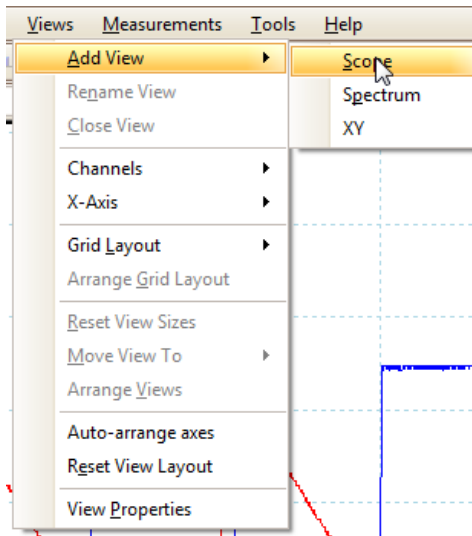 Views Measurements Tools Help
Add View
Scope
Spectrum
XY
Rename View
Close View
Channels
X-Axis
Grid Layout
Arrange Grid Layout
Reset View Sizes
Move View To
Arrange Views
Auto-arrange axes
Reset View Layout
View Properties